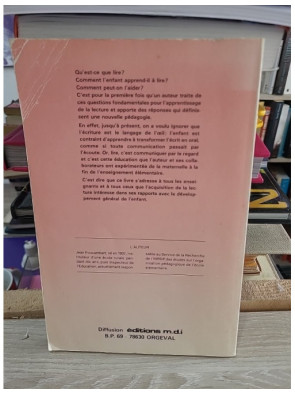 Qu'est-ce que lire ?
Comment l'enfant apprend-il à lire ?
Comment peut-on l'aider ?
C'est pour la première fois qu'un auteur traite de
ces questions fondamentales pour l'apprentissage
de la lecture et apporte des réponses qui définis-
sent une nouvelle pédagogie.
En effet, jusqu'à présent, on a voulu ignorer que
l'écriture est le langage de l'œil : l'enfant est
contraint d'apprendre à transformer l'écrit en oral,
comme si toute communication passait par
l'écoute. Or, lire, c'est communiquer par le regard
et c'est cette éducation que l'auteur et ses colla-
borateurs ont expérimentée de la maternelle à la
fin de l'enseignement élémentaire.
C'est dire que ce livre s'adresse à tous les ensei-
gnants et à tous ceux que l'acquisition de la lec-
ture intéresse dans ses rapports avec le dévelop-
pement général de l'enfant.
L'AUTEUR
Diffusion éditions m.d.i
B.P. 69 - 78630 ORGEVAL